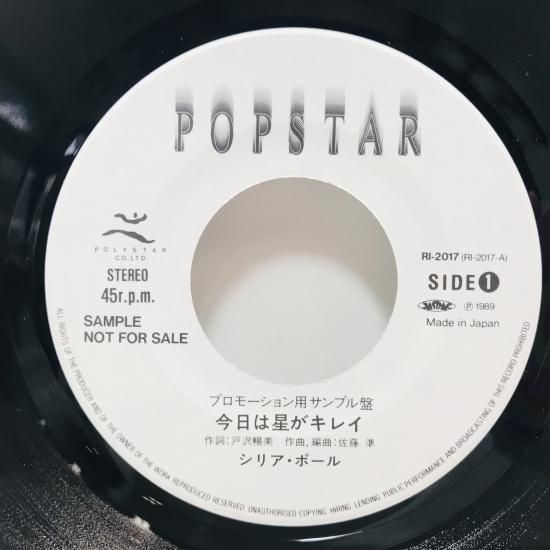 POPSTAR
POLYSTAR
CO.LTD.
STEREO
45r.p.m.
SAMPLE
NOT FOR SALE
RI-2017 (RI-2017-A)
SIDE 1
JASRAC ℗ 1989
Made in Japan
プロモーション用サンプル盤
今日は星がキレイ
作詞:戸沢暢美 作曲,編曲:佐藤 準
シリア・ポール
ALL RIGHTS OF THE PRODUCER AND OF THE OWNER OF THE WORK REPRODUCED RESERVED UNAUTHORISED COPYING HIRING LENDING PUBLIC PERFORMANCE AND BROADCASTING OF THIS RECORD PROHIBITED